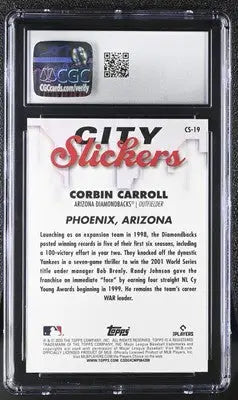 CGC
CGCcards.com/verify
CS-19
CITY
Slickers
CORBIN CARROLL
ARIZONA DIAMONDBACKS | OUTFIELDER
PHOENIX, ARIZONA
Launching as an expansion team in 1998, the Diamondbacks
posted winning records in five of their first six seasons, including
a 100-victory effort in year two. They knocked off the dynastic
Yankees in a seven-game thriller to win the 2001 World Series
title under manager Bob Brenly. Randy Johnson gave the
franchise an immediate "face" by earning four straight NL Cy
Young Awards beginning in 1999. He remains the team's career
WAR leader.
Topps
PLAYERS